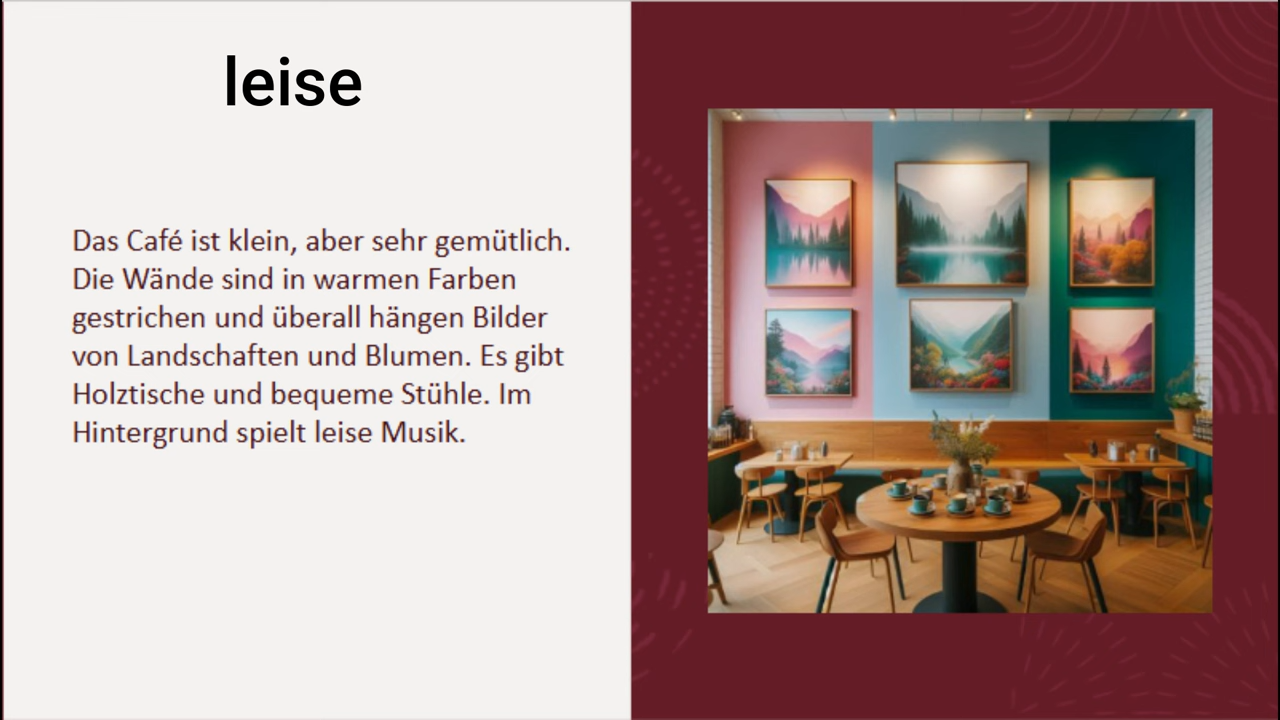 leise
Das Café ist klein, aber sehr gemütlich.
Die Wände sind in warmen Farben
gestrichen und überall hängen Bilder
von Landschaften und Blumen. Es gibt
Holztische und bequeme Stühle. Im
Hintergrund spielt leise Musik.